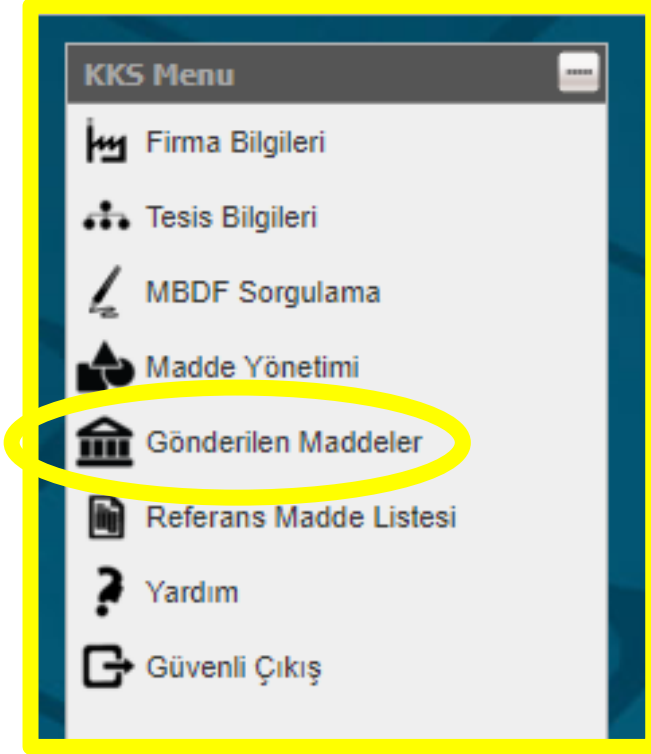 KKS Menu
Firma Bilgileri
Tesis Bilgileri
MBDF Sorgulama
Madde Yönetimi
Gönderilen Maddeler
Referans Madde Listesi
Yardım
Güvenli Çıkış